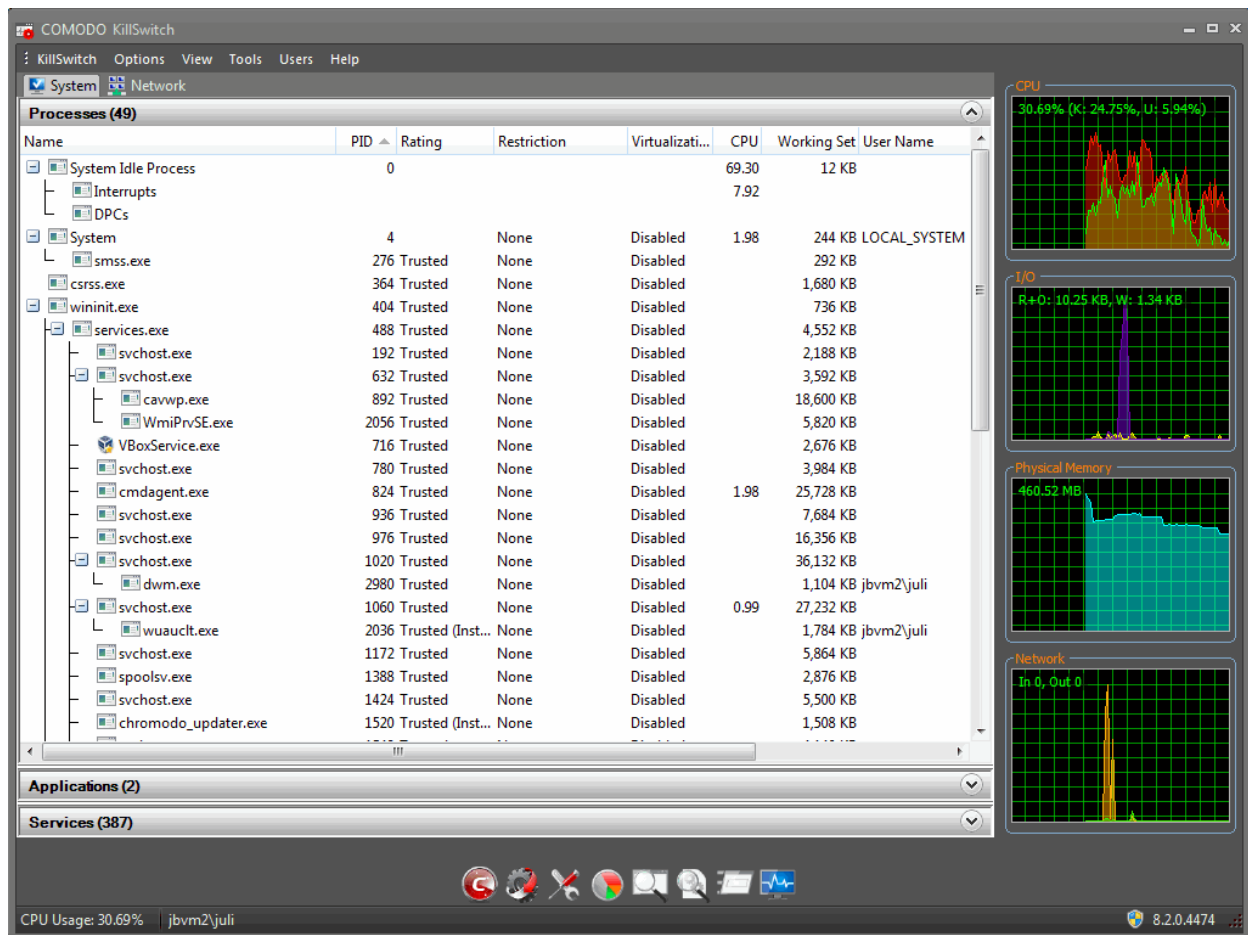 COMODO KillSwitch
KillSwitch Options View Tools Users Help
System Network
Processes (49)
Name PID Rating Restriction Virtualizati... CPU Working Set User Name
System Idle Process 0 69.30 12 KB
Interrupts 7.92
DPCs
System 4 None Disabled 1.98 244 KB LOCAL_SYSTEM
smss.exe 276 Trusted None Disabled 292 KB
csrss.exe 364 Trusted None Disabled 1,680 KB
wininit.exe 404 Trusted None Disabled 736 KB
services.exe 488 Trusted None Disabled 4,552 KB
svchost.exe 192 Trusted None Disabled 2,188 KB
svchost.exe 632 Trusted None Disabled 3,592 KB
cavwp.exe 892 Trusted None Disabled 18,600 KB
WmiPrvSE.exe 2056 Trusted None Disabled 5,820 KB
VBoxService.exe 716 Trusted None Disabled 2,676 KB
svchost.exe 780 Trusted None Disabled 3,984 KB
cmdagent.exe 824 Trusted None Disabled 1.98 25,728 KB
svchost.exe 936 Trusted None Disabled 7,684 KB
svchost.exe 976 Trusted None Disabled 16,356 KB
svchost.exe 1020 Trusted None Disabled 36,132 KB
dwm.exe 2980 Trusted None Disabled 1,104 KB jbvm2\juli
svchost.exe 1060 Trusted None Disabled 0.99 27,232 KB
wuauclt.exe 2036 Trusted (Inst... None Disabled 1,784 KB jbvm2\juli
svchost.exe 1172 Trusted None Disabled 5,864 KB
spoolsv.exe 1388 Trusted None Disabled 2,876 KB
svchost.exe 1424 Trusted None Disabled 5,500 KB
chromodo_updater.exe 1520 Trusted (Inst... None Disabled 1,508 KB
Applications (2)
Services (387)
CPU
30.69% (K: 24.75%, U: 5.94%)
I/O
R+O: 10.25 KB, W: 1.34 KB
Physical Memory
460.52 MB
Network
In 0, Out 0
CPU Usage: 30.69% jbvm2\juli 8.2.0.4474